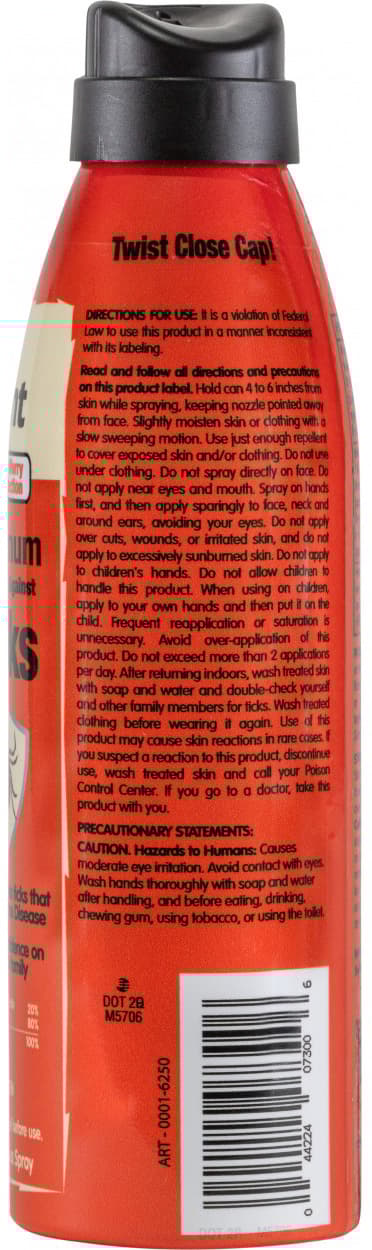 Twist Close Cap!
DIRECTIONS FOR USE: It is a violation of Federal
Law to use this product in a manner inconsistent
with its labeling.
Read and follow all directions and precautions
on this product label. Hold can 4 to 6 inches from
skin while spraying, keeping nozzle pointed away
from face. Slightly moisten skin or clothing with a
slow sweeping motion. Use just enough repellent
to cover exposed skin and/or clothing. Do not use
under clothing. Do not spray directly on face. Do
not apply near eyes and mouth. Spray on hands
first, and then apply sparingly to face, neck and
around ears, avoiding your eyes. Do not apply
over cuts, wounds, or irritated skin, and do not
apply to excessively sunburned skin. Do not apply
to children's hands. Do not allow children to
handle this product. When using on children,
apply to your own hands and then put it on the
child. Frequent reapplication or saturation is
unnecessary. Avoid over-application of this
product. Do not exceed more than 2 applications
per day. After returning indoors, wash treated skin
with soap and water and double-check yourself
and other family members for ticks. Wash treated
clothing before wearing it again. Use of this
product may cause skin reactions in rare cases. If
you suspect a reaction to this product, discontinue
use, wash treated skin and call your Poison
Control Center. If you go to a doctor, take this
product with you.
PRECAUTIONARY STATEMENTS:
CAUTION. Hazards to Humans: Causes
moderate eye irritation. Avoid contact with eyes.
Wash hands thoroughly with soap and water
after handling, and before eating, drinking,
chewing gum, using tobacco, or using the toilet.
DOT 2Q
M5706
ART - 0001-6250
0 44224 07300 6
ticks that
Disease
on
20%
80%
100%
before use.
Spray